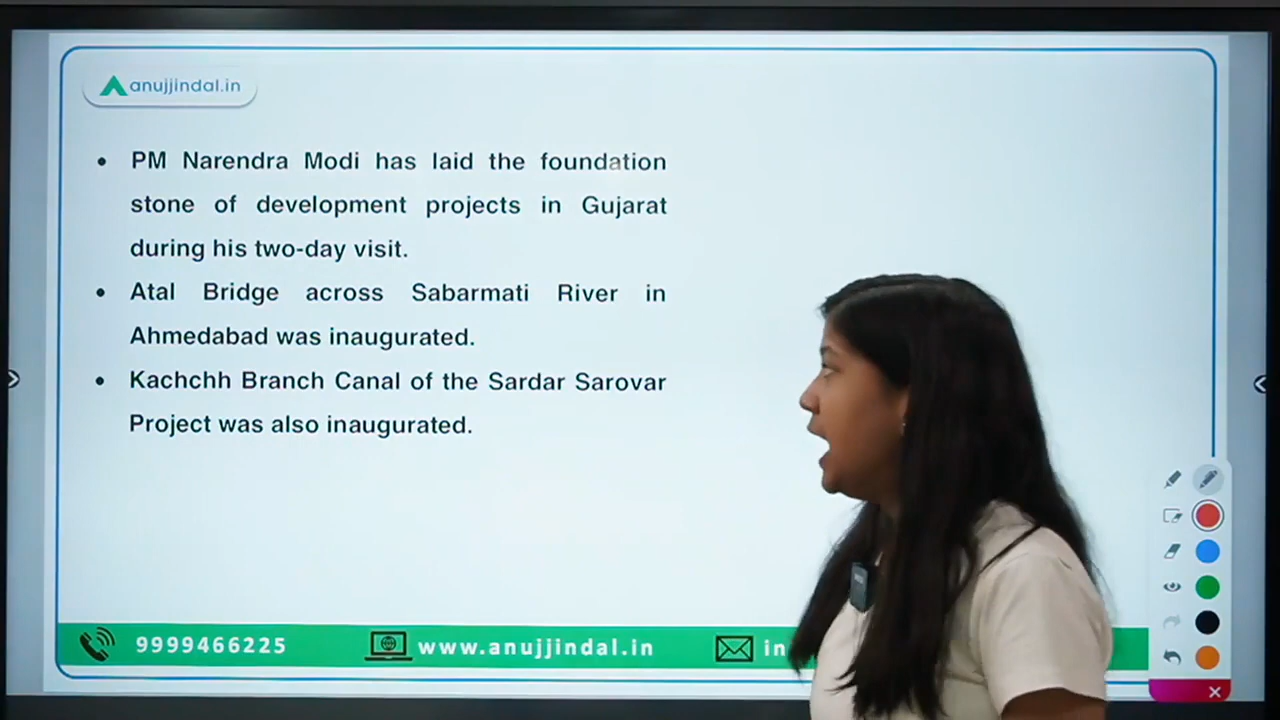 anujjindal.in
PM Narendra Modi has laid the foundation
stone of development projects in Gujarat
during his two-day visit.
Atal Bridge across Sabarmati River in
Ahmedabad was inaugurated.
Kachchh Branch Canal of the Sardar Sarovar
Project was also inaugurated.
9999466225 www.anujjindal.in in